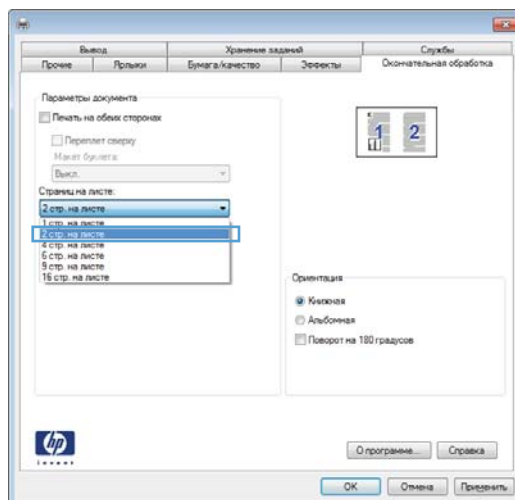 Вывод
Хранение заданий
Службы
Прочие
Ярлыки
Бумага/качество
Эффекты
Окончательная обработка
Параметры документа
Печать на обеих сторонах
Переплет сверху
Макет буклета:
Выкл.
Страниц на листе:
2 стр. на листе
1 стр. на листе
2 стр. на листе
4 стр. на листе
6 стр. на листе
9 стр. на листе
16 стр. на листе
1 2
Ориентация
Книжная
Альбомная
Поворот на 180 градусов
hp
invent
О программе...
Справка
OK
Отмена
Применить